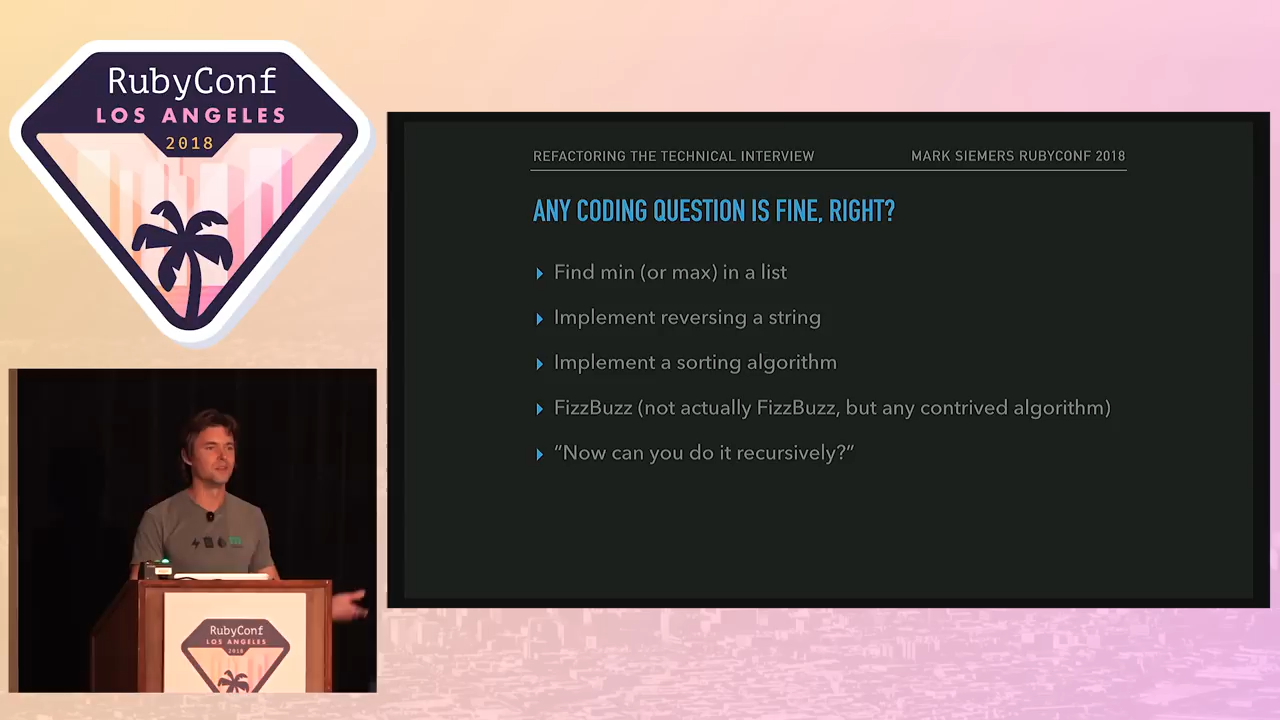 RubyConf
LOS ANGELES
2018
REFACTORING THE TECHNICAL INTERVIEW
MARK SIEMERS RUBYCONF 2018
ANY CODING QUESTION IS FINE, RIGHT?
Find min (or max) in a list
Implement reversing a string
Implement a sorting algorithm
FizzBuzz (not actually FizzBuzz, but any contrived algorithm)
“Now can you do it recursively?”
RubyConf
LOS ANGELES
2018